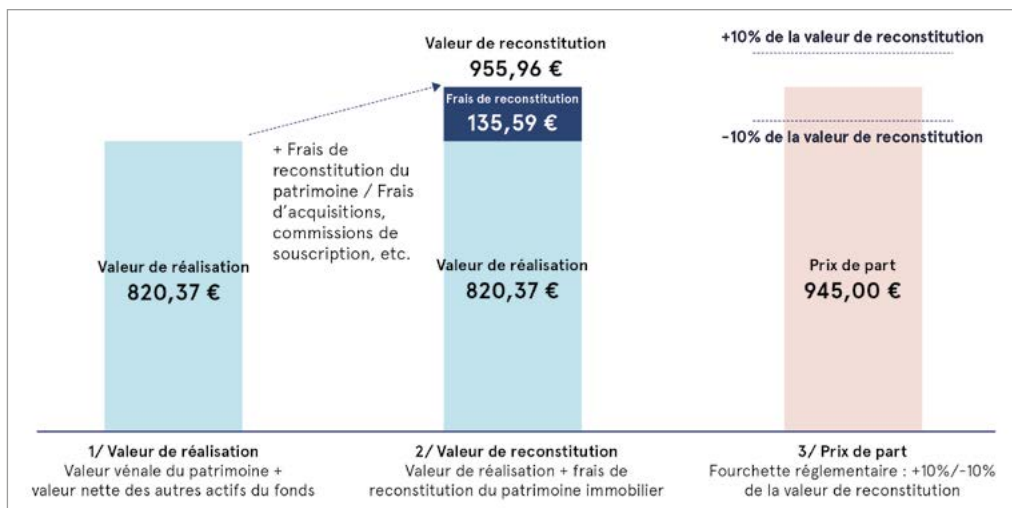 Valeur de reconstitution
955,96 €
Frais de reconstitution
135,59 €
+10% de la valeur de reconstitution
-10% de la valeur de reconstitution
+ Frais de
reconstitution du
patrimoine / Frais
d'acquisitions,
commissions de
souscription, etc.
Valeur de réalisation
820,37 €
Valeur de réalisation
820,37 €
Prix de part
945,00 €
1/ Valeur de réalisation
Valeur vénale du patrimoine +
valeur nette des autres actifs du fonds
2/ Valeur de reconstitution
Valeur de réalisation + frais de
reconstitution du patrimoine immobilier
3/ Prix de part
Fourchette réglementaire : +10%/-10%
de la valeur de reconstitution